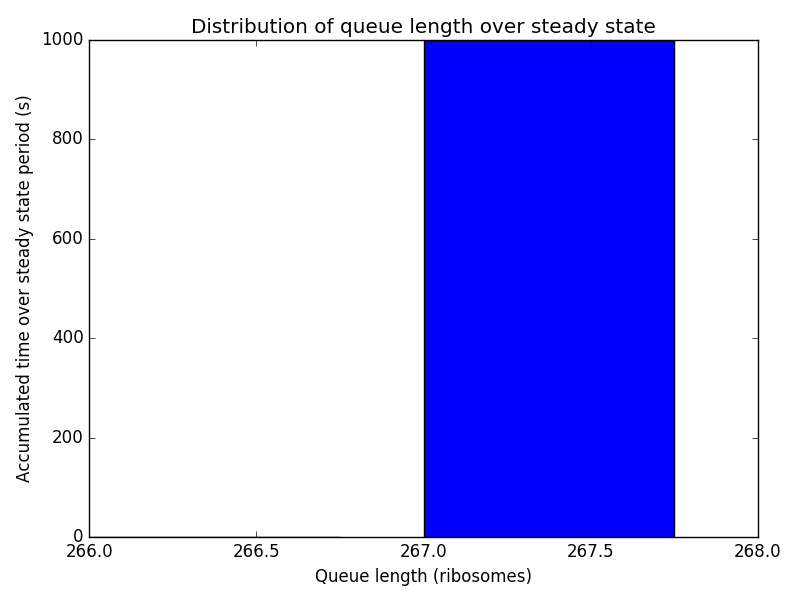 Distribution of queue length over steady state
1000
800
600
400
200
0
Accumulated time over steady state period (s)
266.0 266.5 267.0 267.5 268.0
Queue length (ribosomes)